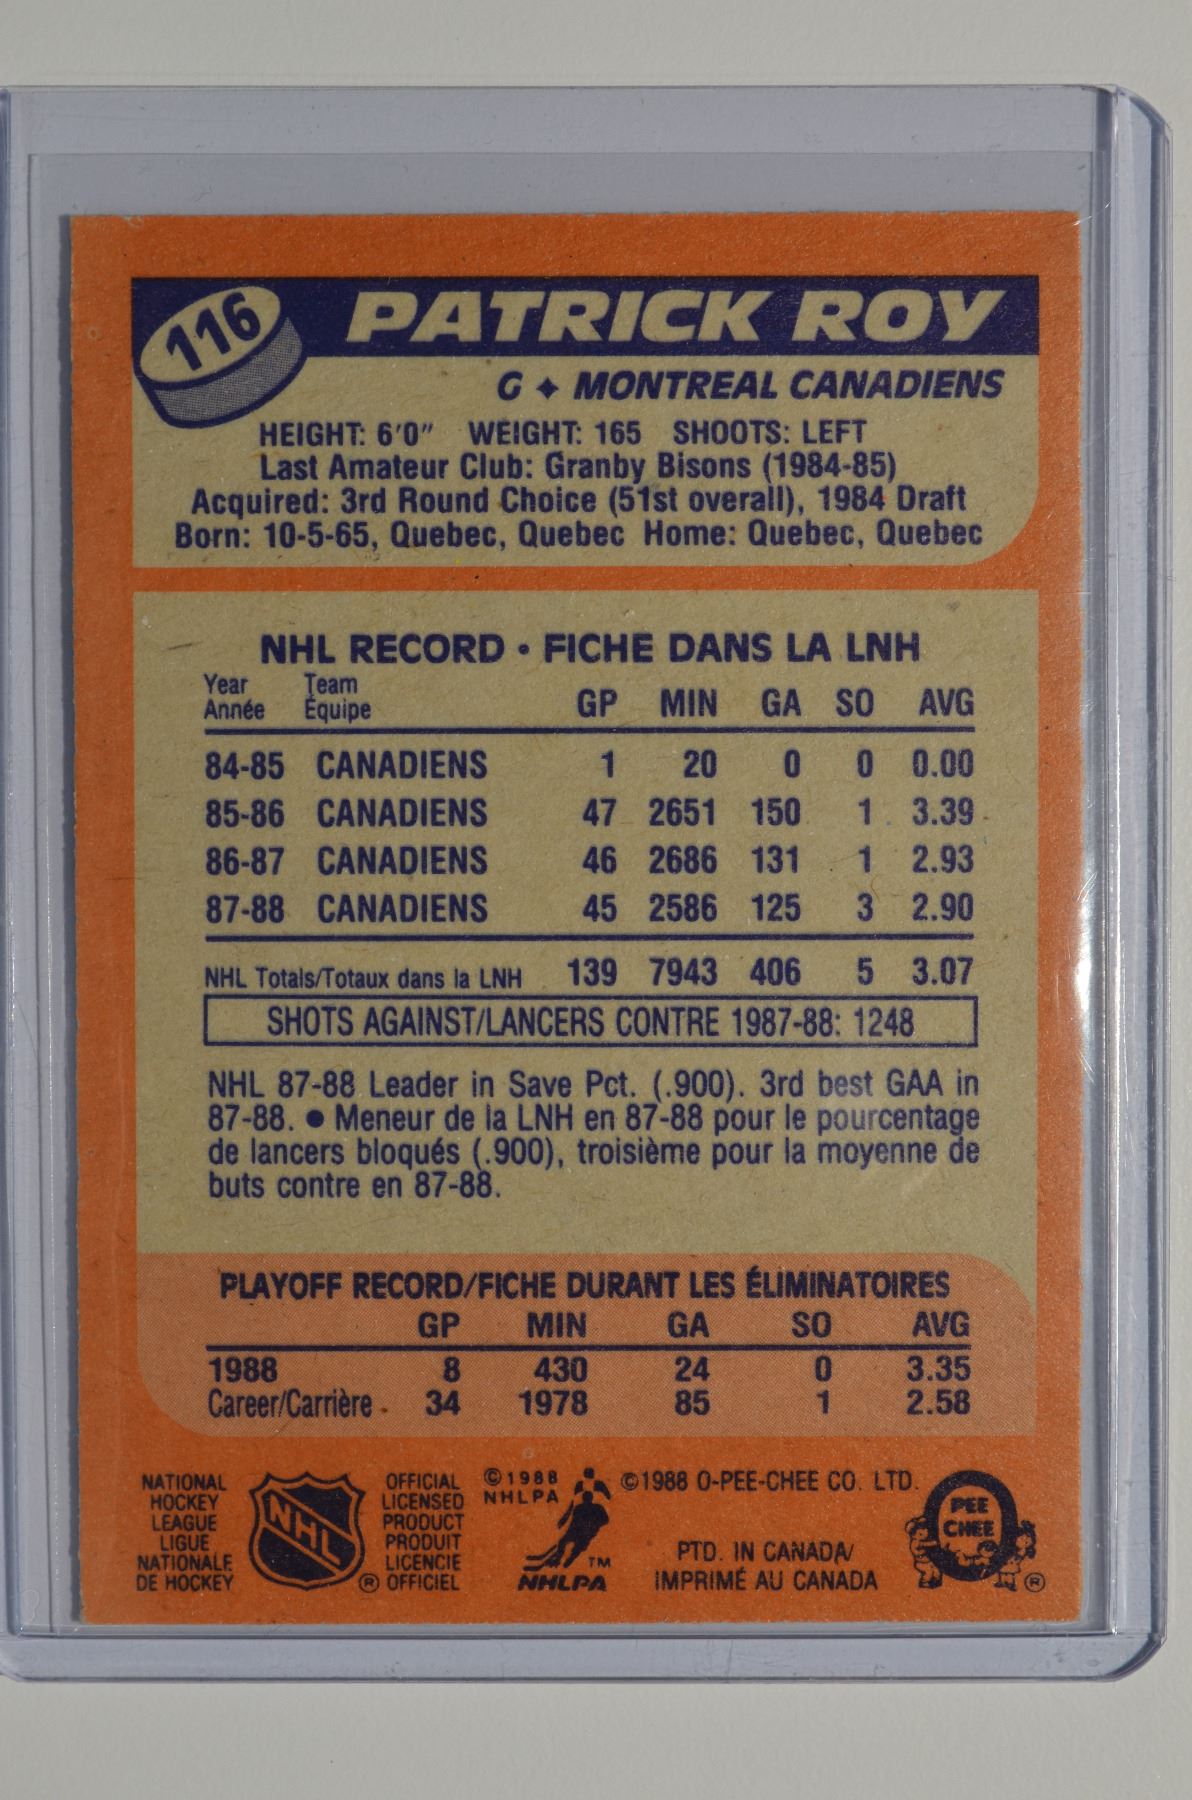 116
PATRICK ROY
G ✦ MONTREAL CANADIENS
HEIGHT: 6'0" WEIGHT: 165 SHOOTS: LEFT
Last Amateur Club: Granby Bisons (1984-85)
Acquired: 3rd Round Choice (51st overall), 1984 Draft
Born: 10-5-65, Quebec, Quebec Home: Quebec, Quebec
NHL RECORD • FICHE DANS LA LNH
Year Team
Année Équipe GP MIN GA SO AVG
84-85 CANADIENS 1 20 0 0 0.00
85-86 CANADIENS 47 2651 150 1 3.39
86-87 CANADIENS 46 2686 131 1 2.93
87-88 CANADIENS 45 2586 125 3 2.90
NHL Totals/Totaux dans la LNH 139 7943 406 5 3.07
SHOTS AGAINST/LANCERS CONTRE 1987-88: 1248
NHL 87-88 Leader in Save Pct. (.900). 3rd best GAA in
87-88. ● Meneur de la LNH en 87-88 pour le pourcentage
de lancers bloqués (.900), troisième pour la moyenne de
buts contre en 87-88.
PLAYOFF RECORD/FICHE DURANT LES ÉLIMINATOIRES
GP MIN GA SO AVG
1988 8 430 24 0 3.35
Career/Carrière 34 1978 85 1 2.58
NATIONAL
HOCKEY
LEAGUE
LIGUE
NATIONALE
DE HOCKEY
NHL
®
OFFICIAL
LICENSED
PRODUCT
PRODUIT
LICENCIE
OFFICIEL
©1988
NHLPA
TM
NHLPA
©1988 O-PEE-CHEE CO. LTD.
PTD. IN CANADA/
IMPRIMÉ AU CANADA
PEE
CHEE
®